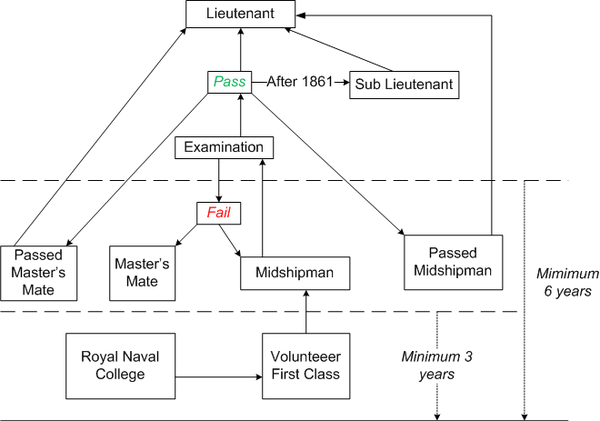 Lieutenant
Pass
After 1861
Sub Lieutenant
Examination
Fail
Passed
Master's
Mate
Master's
Mate
Midshipman
Passed
Midshipman
Mimimum
6 years
Royal Naval
College
Volunteeer
First Class
Minimum 3
years